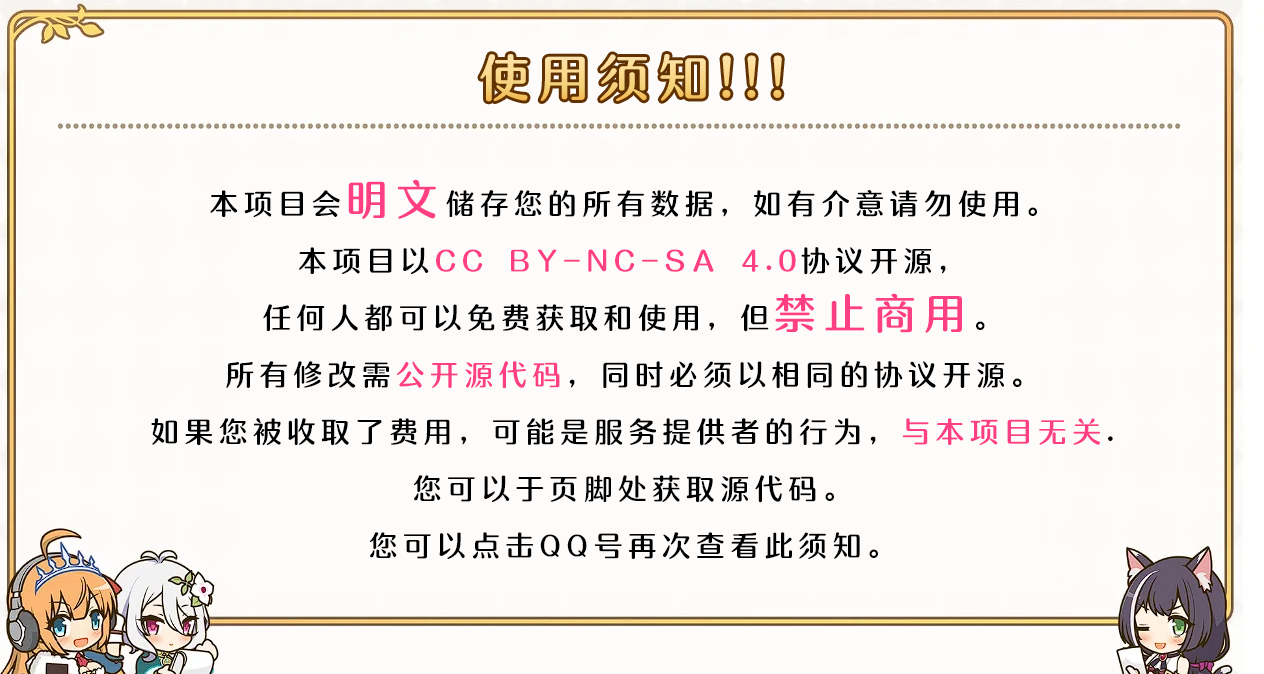 使用须知!!!
本项目会明文储存您的所有数据，如有介意请勿使用。
本项目以CC BY-NC-SA 4.0协议开源，
任何人都可以免费获取和使用，但禁止商用。
所有修改需公开源代码，同时必须以相同的协议开源。
如果您被收取了费用，可能是服务提供者的行为，与本项目无关.
您可以于页脚处获取源代码。
您可以点击QQ号再次查看此须知。